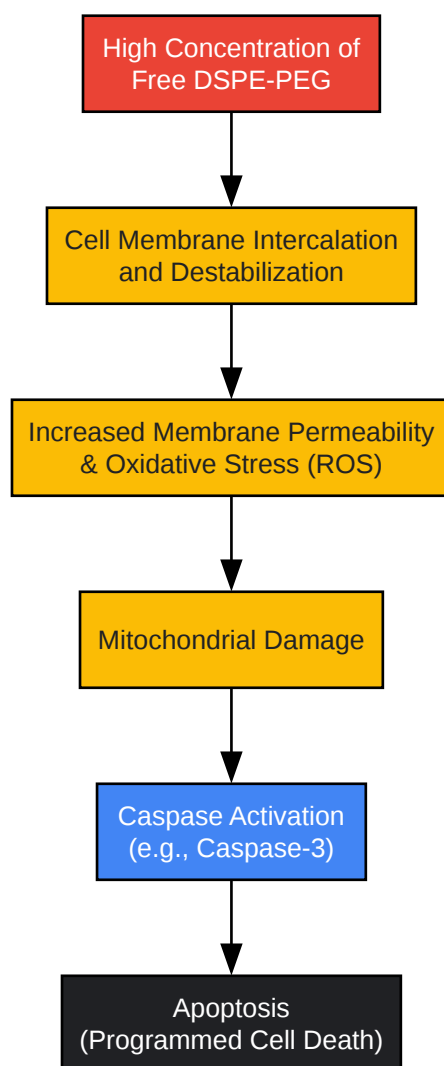 High Concentration of
Free DSPE-PEG
Cell Membrane Intercalation
and Destabilization
Increased Membrane Permeability
& Oxidative Stress (ROS)
Mitochondrial Damage
Caspase Activation
(e.g., Caspase-3)
Apoptosis
(Programmed Cell Death)